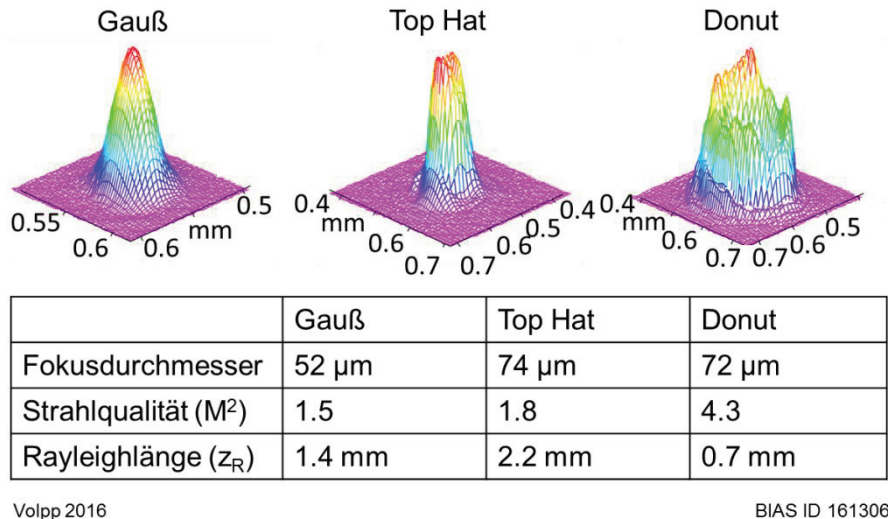 Gauß Top Hat Donut
0.55 0.6 0.6 mm 0.5
0.4 mm 0.6 0.7 0.7 0.6 0.5 0.4
0.4 mm 0.6 0.7 0.7 0.6 0.5
Gauß Top Hat Donut
Fokusdurchmesser 52 µm 74 µm 72 µm
Strahlqualität (M²) 1.5 1.8 4.3
Rayleighlänge (zR) 1.4 mm 2.2 mm 0.7 mm
Volpp 2016 BIAS ID 161306